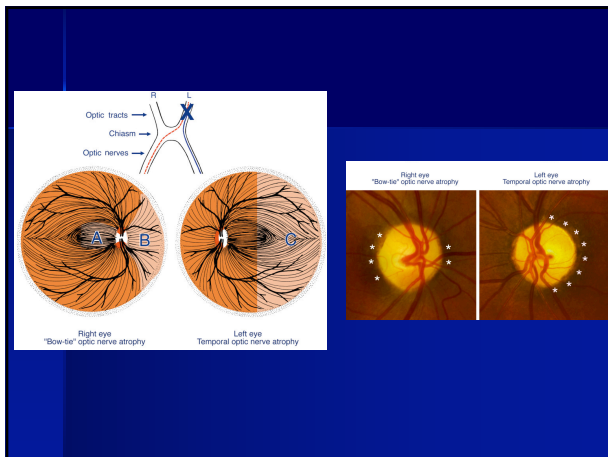 R L
X
Optic tracts
Chiasm
Optic nerves
A B
C
Right eye
"Bow-tie" optic nerve atrophy
Left eye
Temporal optic nerve atrophy
Right eye
"Bow-tie" optic nerve atrophy
Left eye
Temporal optic nerve atrophy
* * * *
* *
* * * * * * * *